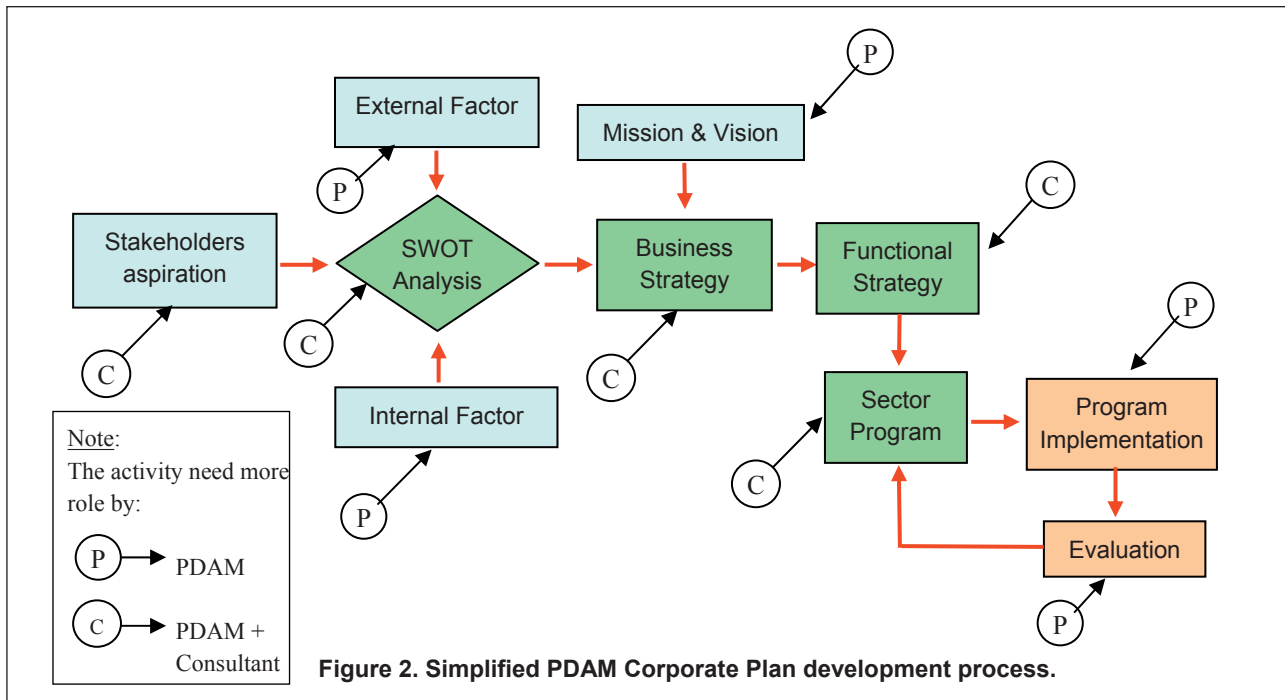 P
External Factor
Mission & Vision
P
C
Stakeholders
aspiration
SWOT
Analysis
Business
Strategy
Functional
Strategy
C
C
C
P
Internal Factor
Sector
Program
Program
Implementation
C
P
Evaluation
P
Note:
The activity need more
role by:
P
PDAM
C
PDAM +
Consultant
Figure 2. Simplified PDAM Corporate Plan development process.